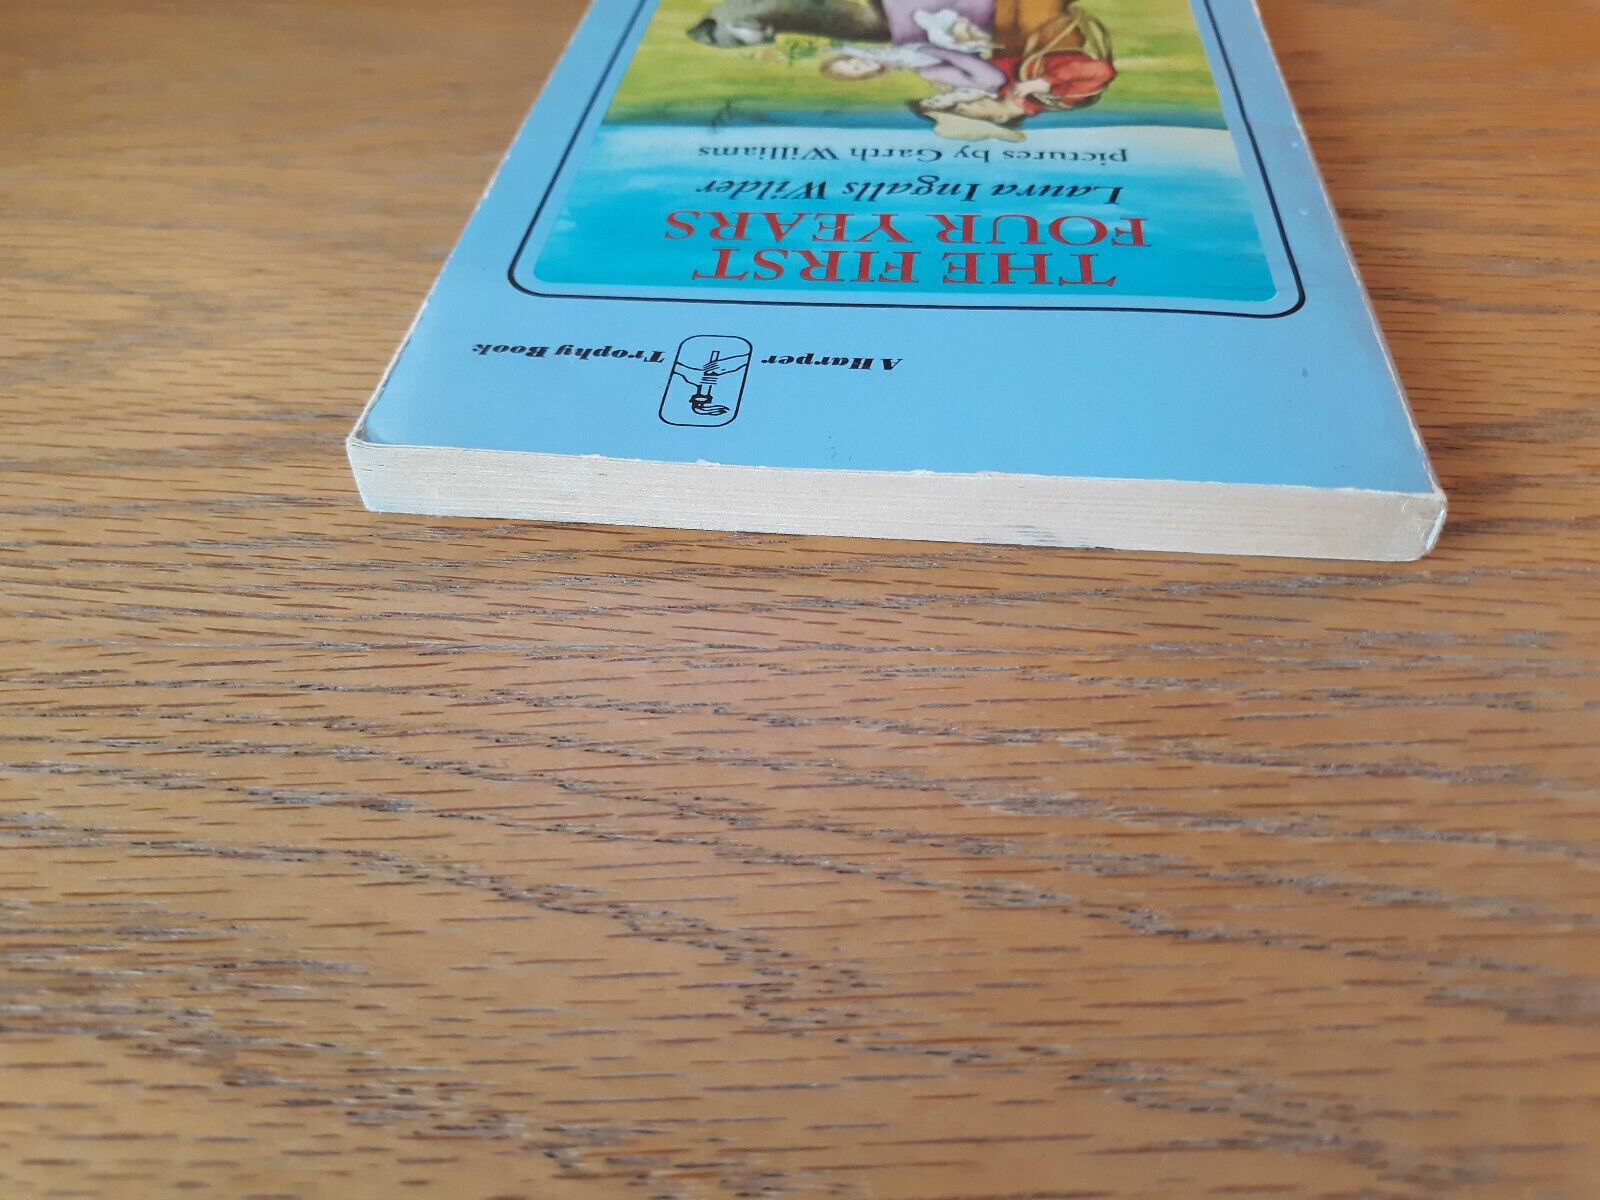 A Harper
Trophy Book
THE FIRST
FOUR YEARS
Laura Ingalls Wilder
pictures by Garth Williams